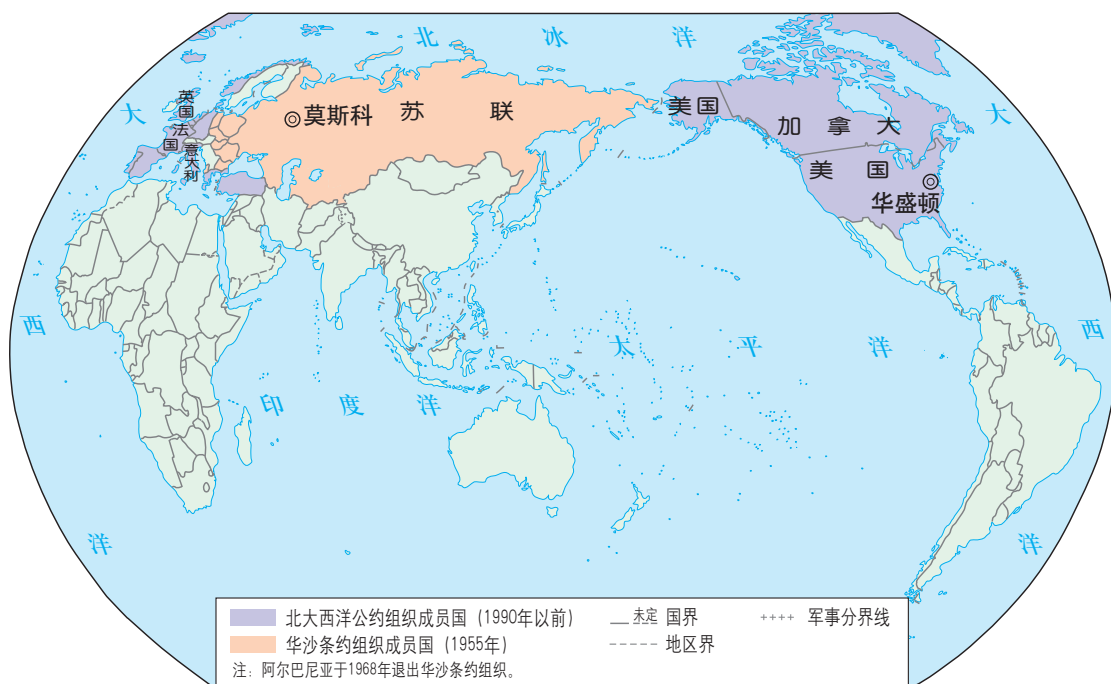 北冰洋
大西洋
大西洋
太平洋
印度洋
英国
法国
意大利
莫斯科
苏联
美国
加拿大
美国
华盛顿
北大西洋公约组织成员国（1990年以前）
华沙条约组织成员国（1955年）
注：阿尔巴尼亚于1968年退出华沙条约组织。
未定 国界
地区界
军事分界线